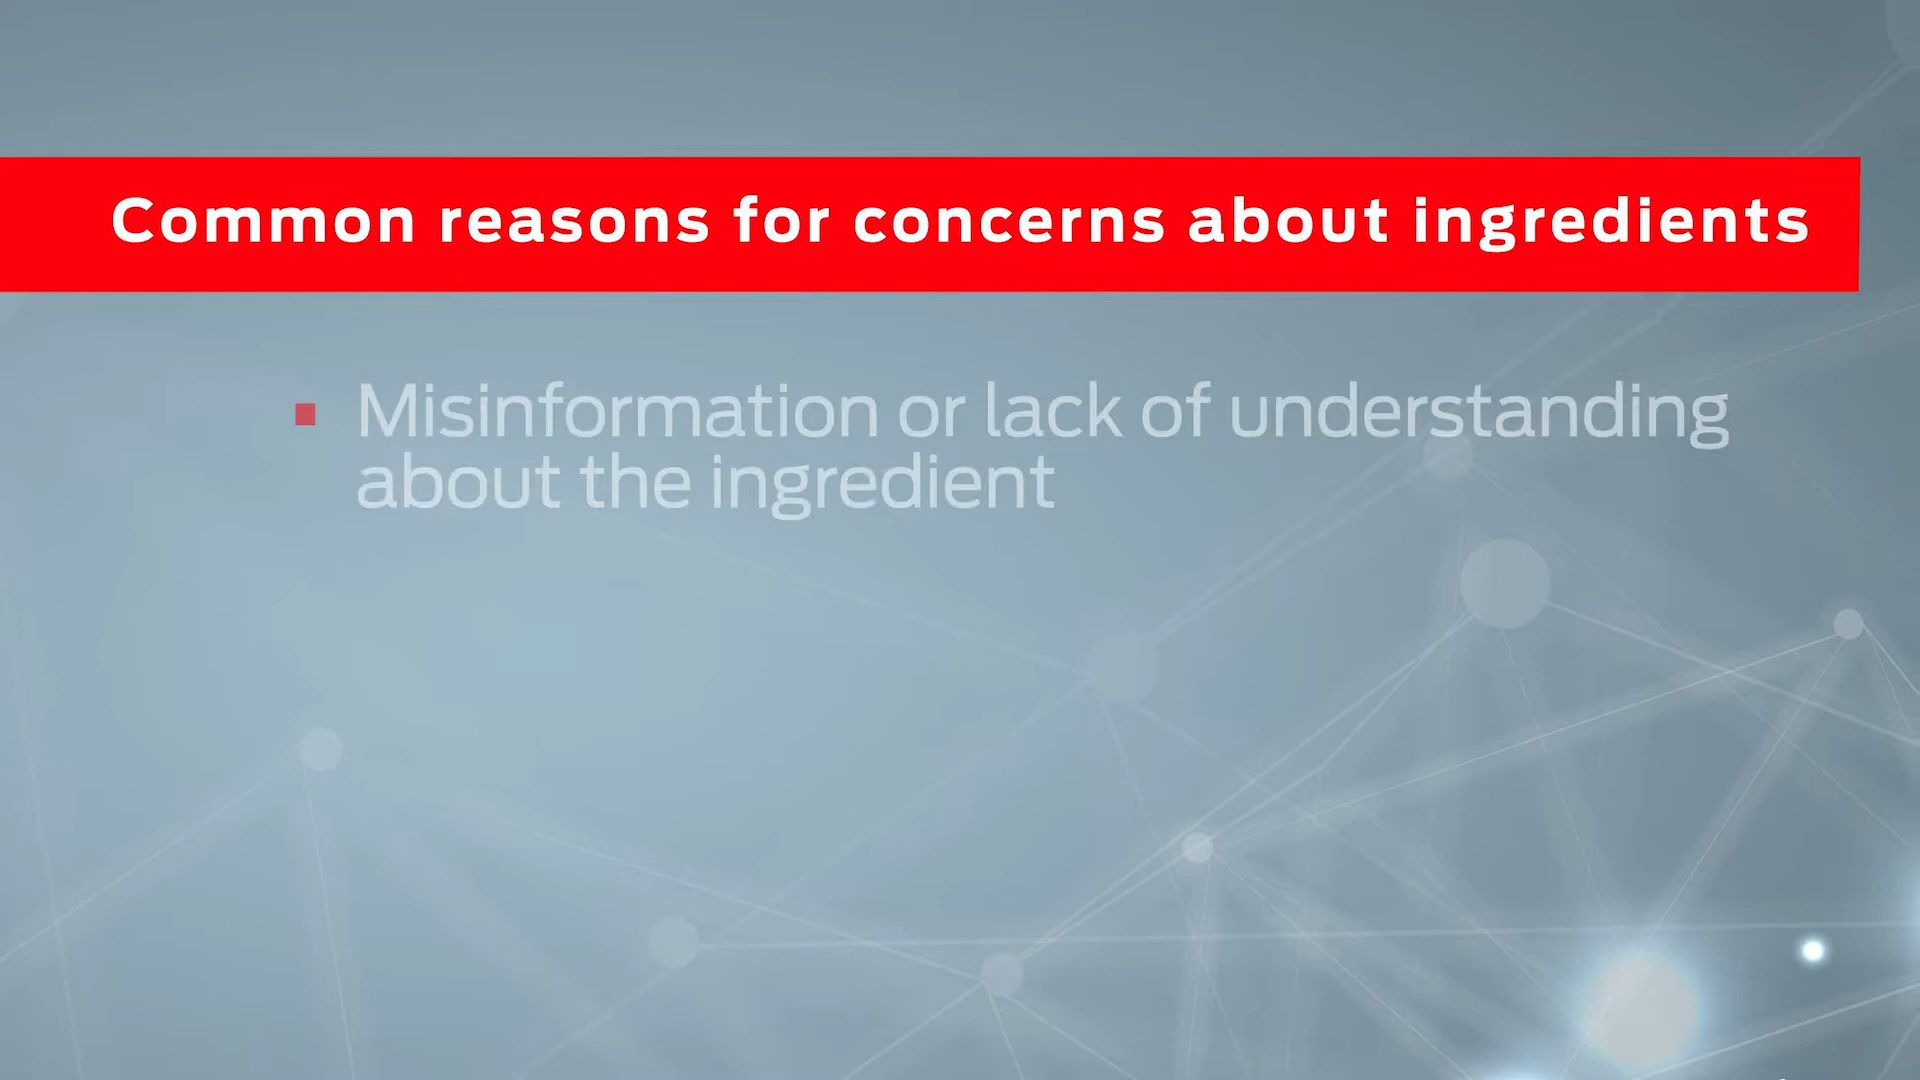 Common reasons for concerns about ingredients
Misinformation or lack of understanding
about the ingredient